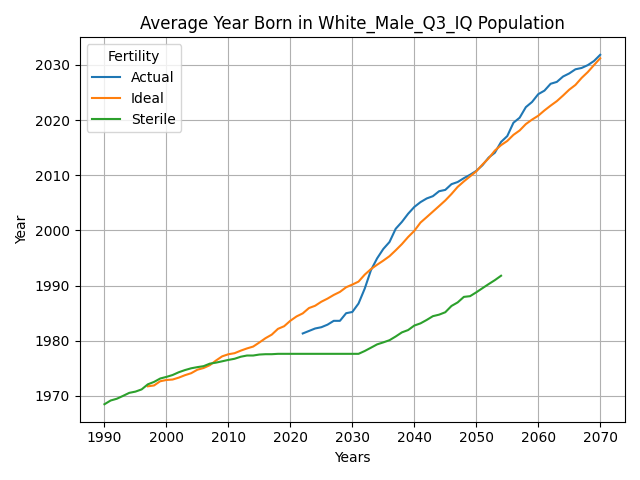 Average Year Born in White_Male_Q3_IQ Population
Fertility
Actual
Ideal
Sterile
Year
2030
2020
2010
2000
1990
1980
1970
1990 2000 2010 2020 2030 2040 2050 2060 2070
Years